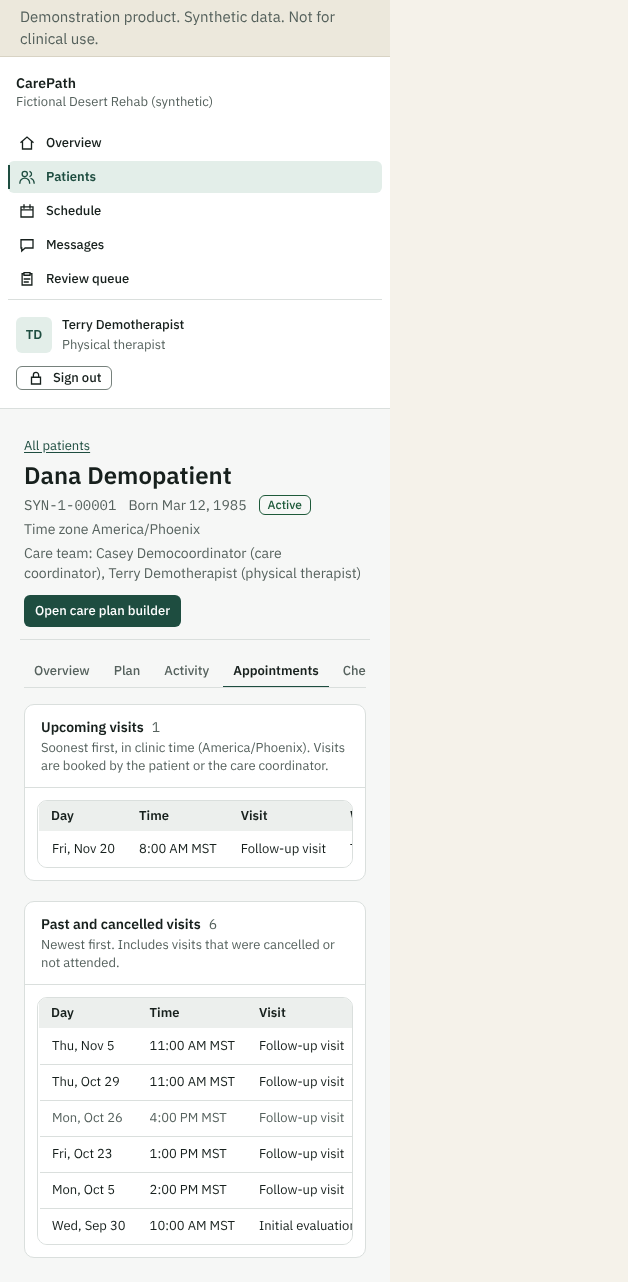 Demonstration product. Synthetic data. Not for
clinical use.
CarePath
Fictional Desert Rehab (synthetic)
Overview
Patients
Schedule
Messages
Review queue
TD
Terry Demotherapist
Physical therapist
Sign out
All patients
Dana Demopatient
SYN-1-00001 Born Mar 12, 1985 Active
Time zone America/Phoenix
Care team: Casey Democoordinator (care
coordinator), Terry Demotherapist (physical therapist)
Open care plan builder
Overview Plan Activity Appointments Che
Upcoming visits 1
Soonest first, in clinic time (America/Phoenix). Visits
are booked by the patient or the care coordinator.
Day Time Visit
Fri, Nov 20 8:00 AM MST Follow-up visit
Past and cancelled visits 6
Newest first. Includes visits that were cancelled or
not attended.
Day Time Visit
Thu, Nov 5 11:00 AM MST Follow-up visit
Thu, Oct 29 11:00 AM MST Follow-up visit
Mon, Oct 26 4:00 PM MST Follow-up visit
Fri, Oct 23 1:00 PM MST Follow-up visit
Mon, Oct 5 2:00 PM MST Follow-up visit
Wed, Sep 30 10:00 AM MST Initial evaluation